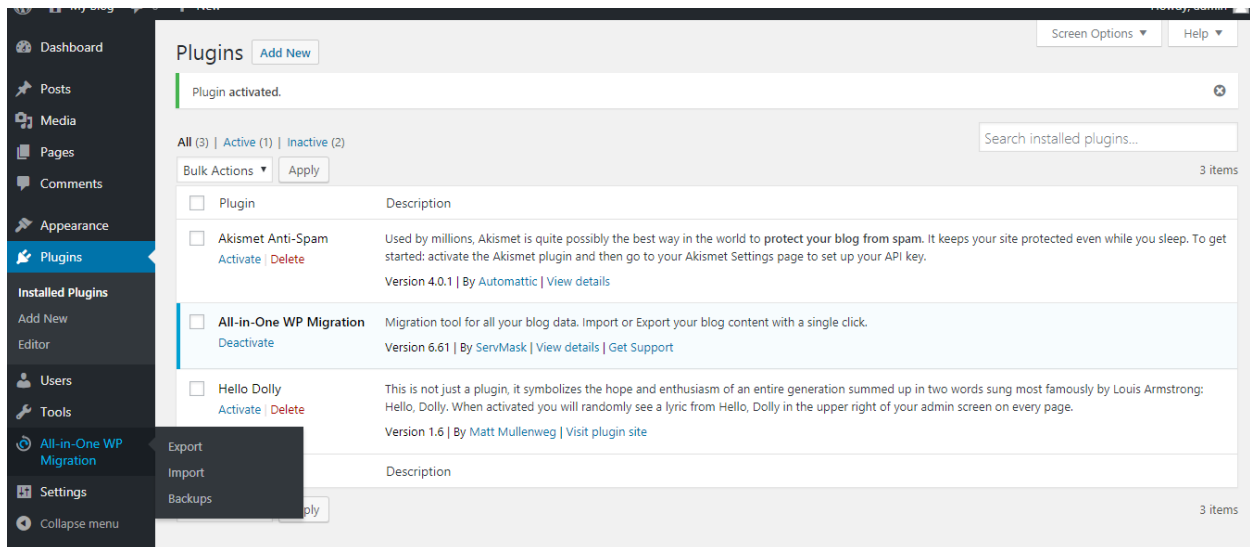 My Blog
New
Howdy, admin
Dashboard
Posts
Media
Pages
Comments
Appearance
Plugins
Installed Plugins
Add New
Editor
Users
Tools
All-in-One WP
Migration
Settings
Collapse menu
Export
Import
Backups
Screen Options ▼
Help ▼
Plugins Add New
Plugin activated.
All (3) | Active (1) | Inactive (2)
Search installed plugins...
Bulk Actions ▼ Apply
3 items
Plugin Description
Akismet Anti-Spam
Activate | Delete
Used by millions, Akismet is quite possibly the best way in the world to protect your blog from spam. It keeps your site protected even while you sleep. To get
started: activate the Akismet plugin and then go to your Akismet Settings page to set up your API key.
Version 4.0.1 | By Automattic | View details
All-in-One WP Migration
Deactivate
Migration tool for all your blog data. Import or Export your blog content with a single click.
Version 6.61 | By ServMask | View details | Get Support
Hello Dolly
Activate | Delete
This is not just a plugin, it symbolizes the hope and enthusiasm of an entire generation summed up in two words sung most famously by Louis Armstrong:
Hello, Dolly. When activated you will randomly see a lyric from Hello, Dolly in the upper right of your admin screen on every page.
Version 1.6 | By Matt Mullenweg | Visit plugin site
Description
ply
3 items